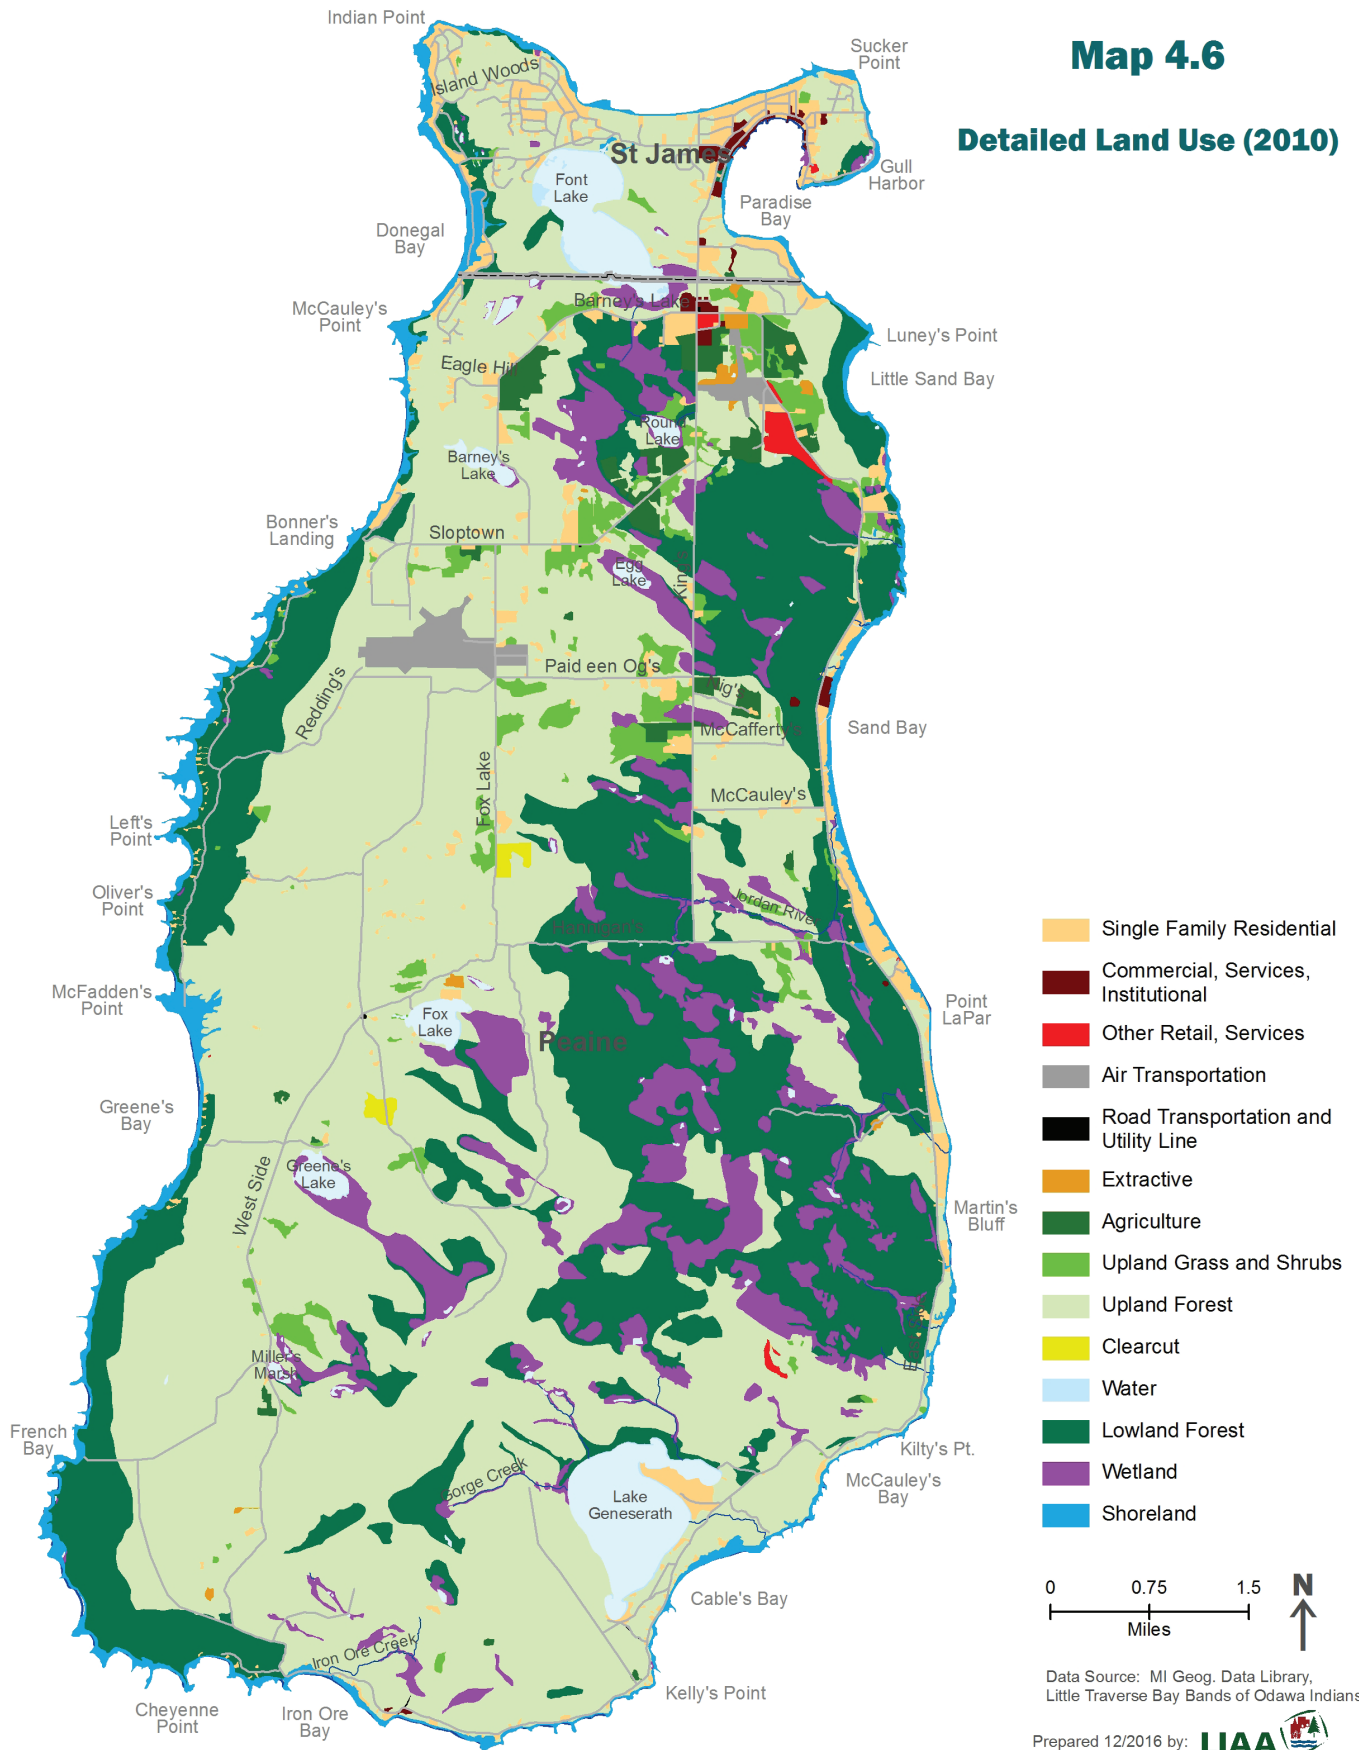 Indian Point
Sucker
Point
Map 4.6
Island Woods
Detailed Land Use (2010)
St James
Font
Lake
Gull
Harbor
Paradise
Bay
Donegal
Bay
McCauley's
Point
Barney's Lake
Luney's Point
Eagle Hill
Little Sand Bay
Round
Lake
Barney's
Lake
Bonner's
Landing
Sloptown
Egg
Lake
King's
Paid een Og's
Redding's
McCafferty's
Sand Bay
Fox Lake
McCauley's
Left's
Point
Oliver's
Point
Jordan River
Hannigan's
McFadden's
Point
Fox
Lake
Point
LaPar
Peaine
Greene's
Bay
Greene's
Lake
West Side
Martin's
Bluff
Miller's
Marsh
French
Bay
Kilty's Pt.
McCauley's
Bay
Gorge Creek
Lake
Geneserath
Cable's Bay
Iron Ore Creek
Kelly's Point
Cheyenne
Point
Iron Ore
Bay
Single Family Residential
Commercial, Services,
Institutional
Other Retail, Services
Air Transportation
Road Transportation and
Utility Line
Extractive
Agriculture
Upland Grass and Shrubs
Upland Forest
Clearcut
Water
Lowland Forest
Wetland
Shoreland
0 0.75 1.5
Miles
N
Data Source: MI Geog. Data Library,
Little Traverse Bay Bands of Odawa Indians
Prepared 12/2016 by: